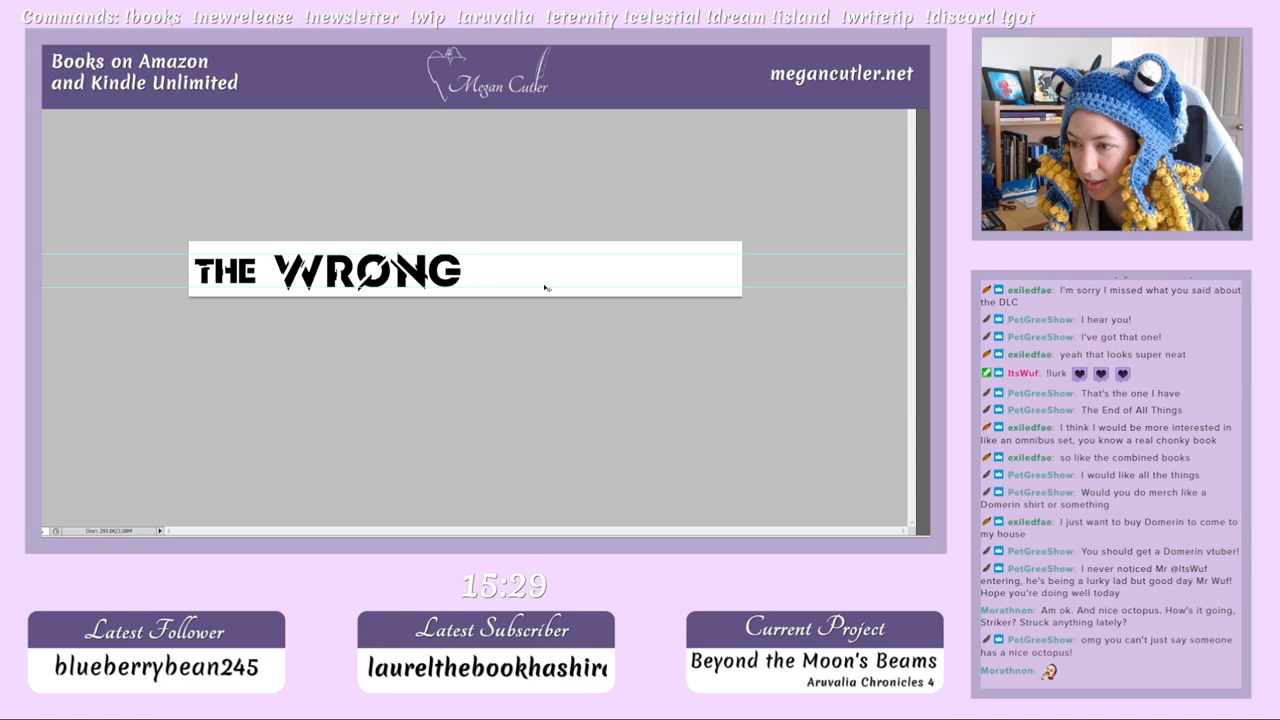 Commands: !books !newrelease !newsletter !wip !aruvalia !eternity !celestial !dream !island !writetip !discord !got
Books on Amazon
and Kindle Unlimited
Megan Cutler
megancutler.net
THE WRONG
Doc: 293.0K/2.08M
exiledfae: I'm sorry I missed what you said about
the DLC
PetGreeShow: I hear you!
PetGreeShow: I've got that one!
exiledfae: yeah that looks super neat
ItsWuf: !lurk
PetGreeShow: That's the one I have
PetGreeShow: The End of All Things
exiledfae: I think I would be more interested in
like an omnibus set, you know a real chonky book
exiledfae: so like the combined books
PetGreeShow: I would like all the things
PetGreeShow: Would you do merch like a
Domerin shirt or something
exiledfae: I just want to buy Domerin to come to
my house
PetGreeShow: You should get a Domerin vtuber!
PetGreeShow: I never noticed Mr @ItsWuf
entering, he's being a lurky lad but good day Mr Wuf!
Hope you're doing well today
Morathnon: Am ok. And nice octopus. How's it going,
Striker? Struck anything lately?
PetGreeShow: omg you can't just say someone
has a nice octopus!
Morathnon:
15:29
Latest Follower
blueberrybean245
Latest Subscriber
laurelthebookhashira
Current Project
Beyond the Moon's Beams
Aruvalia Chronicles 4